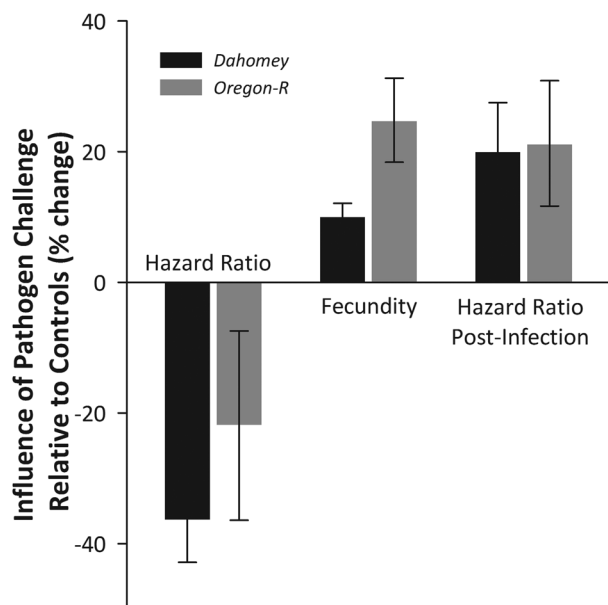 Influence of Pathogen Challenge
Relative to Controls (% change)
40
20
0
-20
-40
Dahomey
Oregon-R
Hazard Ratio
Fecundity
Hazard Ratio
Post-Infection